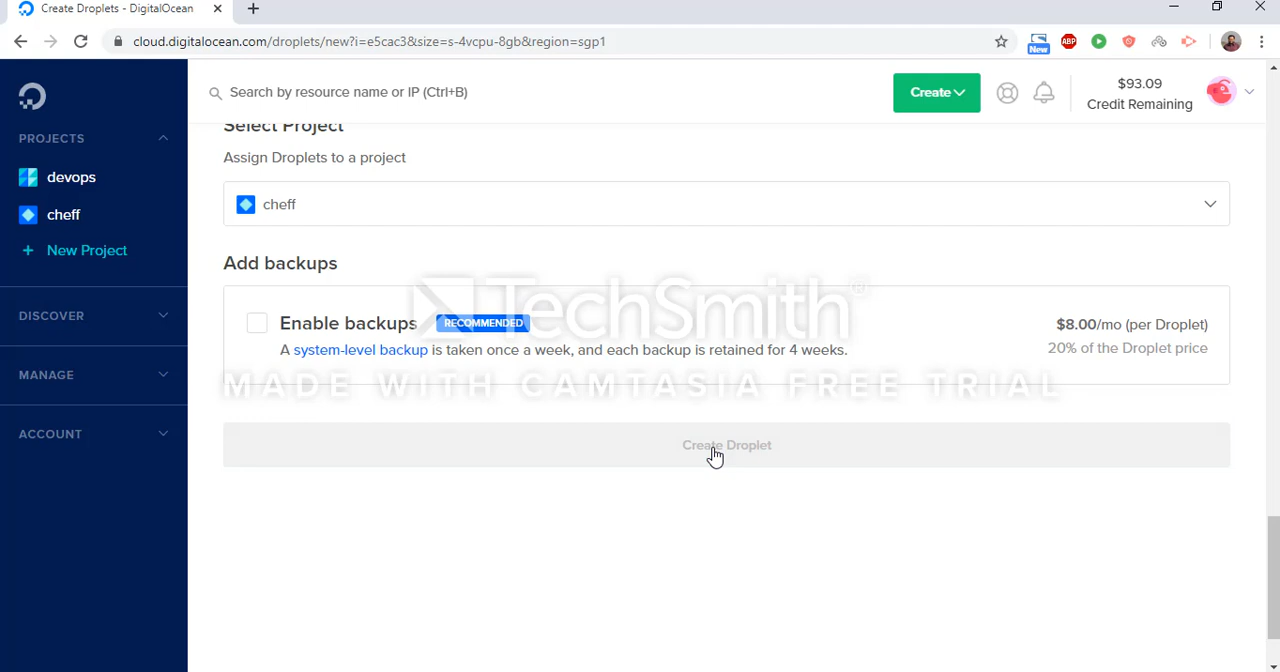 Create Droplets - DigitalOcean
cloud.digitalocean.com/droplets/new?i=e5cac3&size=s-4vcpu-8gb&region=sgp1
New
ABP
Search by resource name or IP (Ctrl+B)
Create
$93.09
Credit Remaining
PROJECTS
devops
cheff
+ New Project
DISCOVER
MANAGE
ACCOUNT
Select Project
Assign Droplets to a project
cheff
Add backups
Enable backups RECOMMENDED
$8.00/mo (per Droplet)
A system-level backup is taken once a week, and each backup is retained for 4 weeks.
20% of the Droplet price
TechSmith®
MADE WITH CAMTASIA FREE TRIAL
Create Droplet